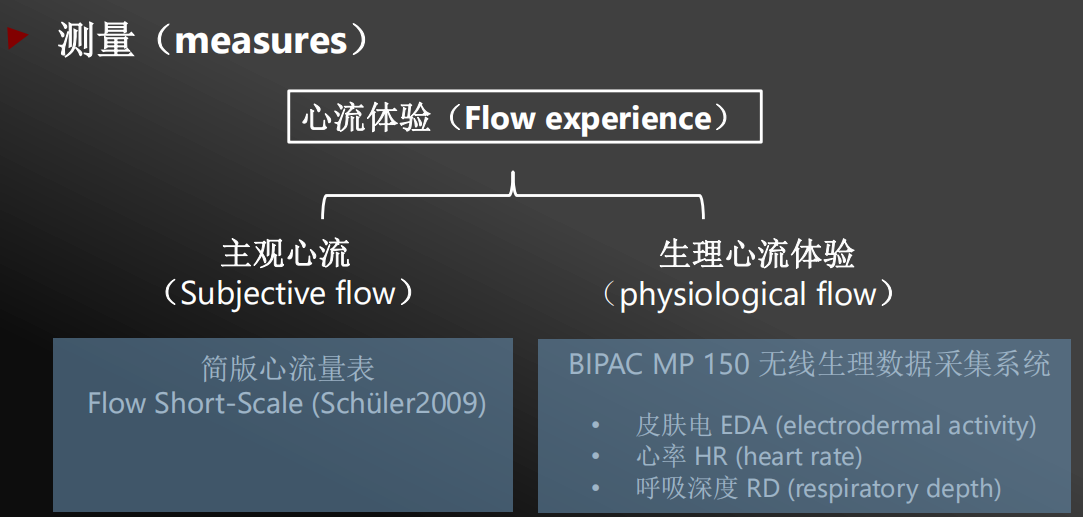 测量（measures）
心流体验（Flow experience）
主观心流
（Subjective flow）
生理心流体验
（physiological flow）
简版心流量表
Flow Short-Scale (Schüler2009)
BIPAC MP 150 无线生理数据采集系统
• 皮肤电 EDA (electrodermal activity)
• 心率 HR (heart rate)
• 呼吸深度 RD (respiratory depth)